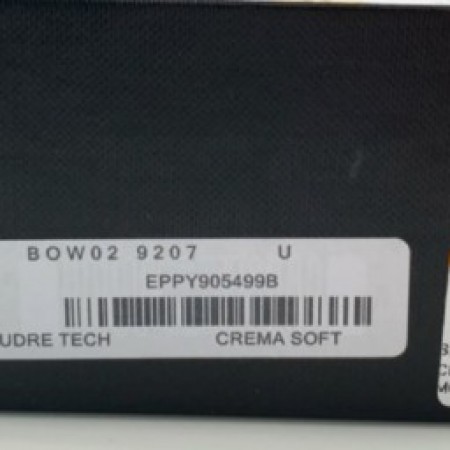 BOW02 9207 U
EPPY905499B
UDRE TECH CREMA SOFT